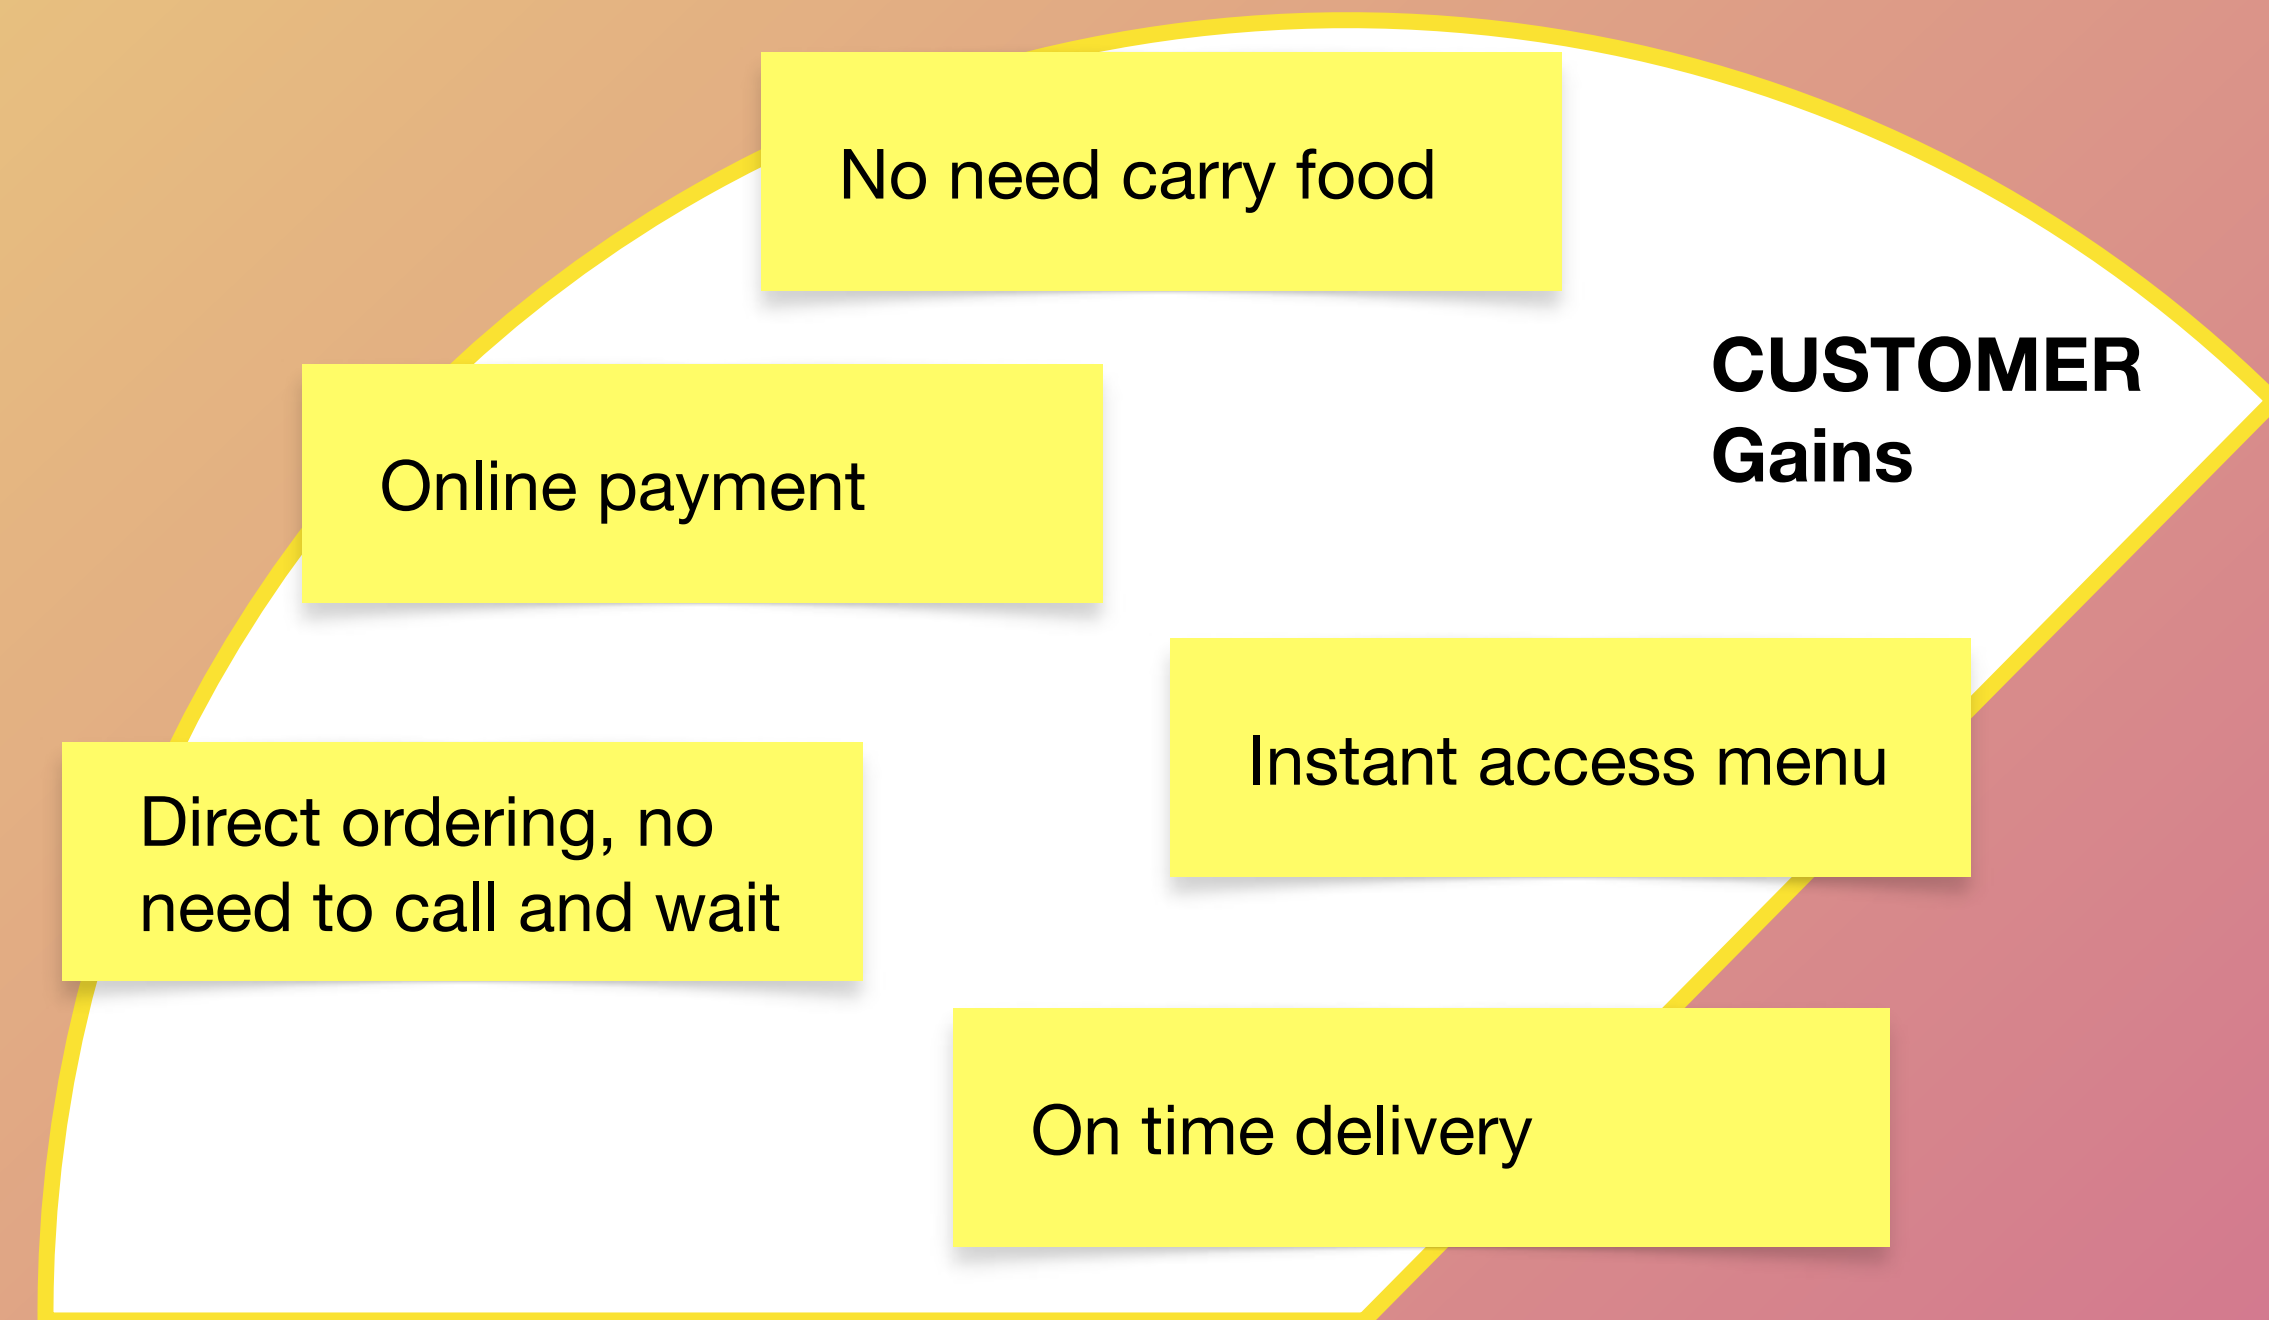 No need carry food
CUSTOMER
Gains
Online payment
Instant access menu
Direct ordering, no
need to call and wait
On time delivery